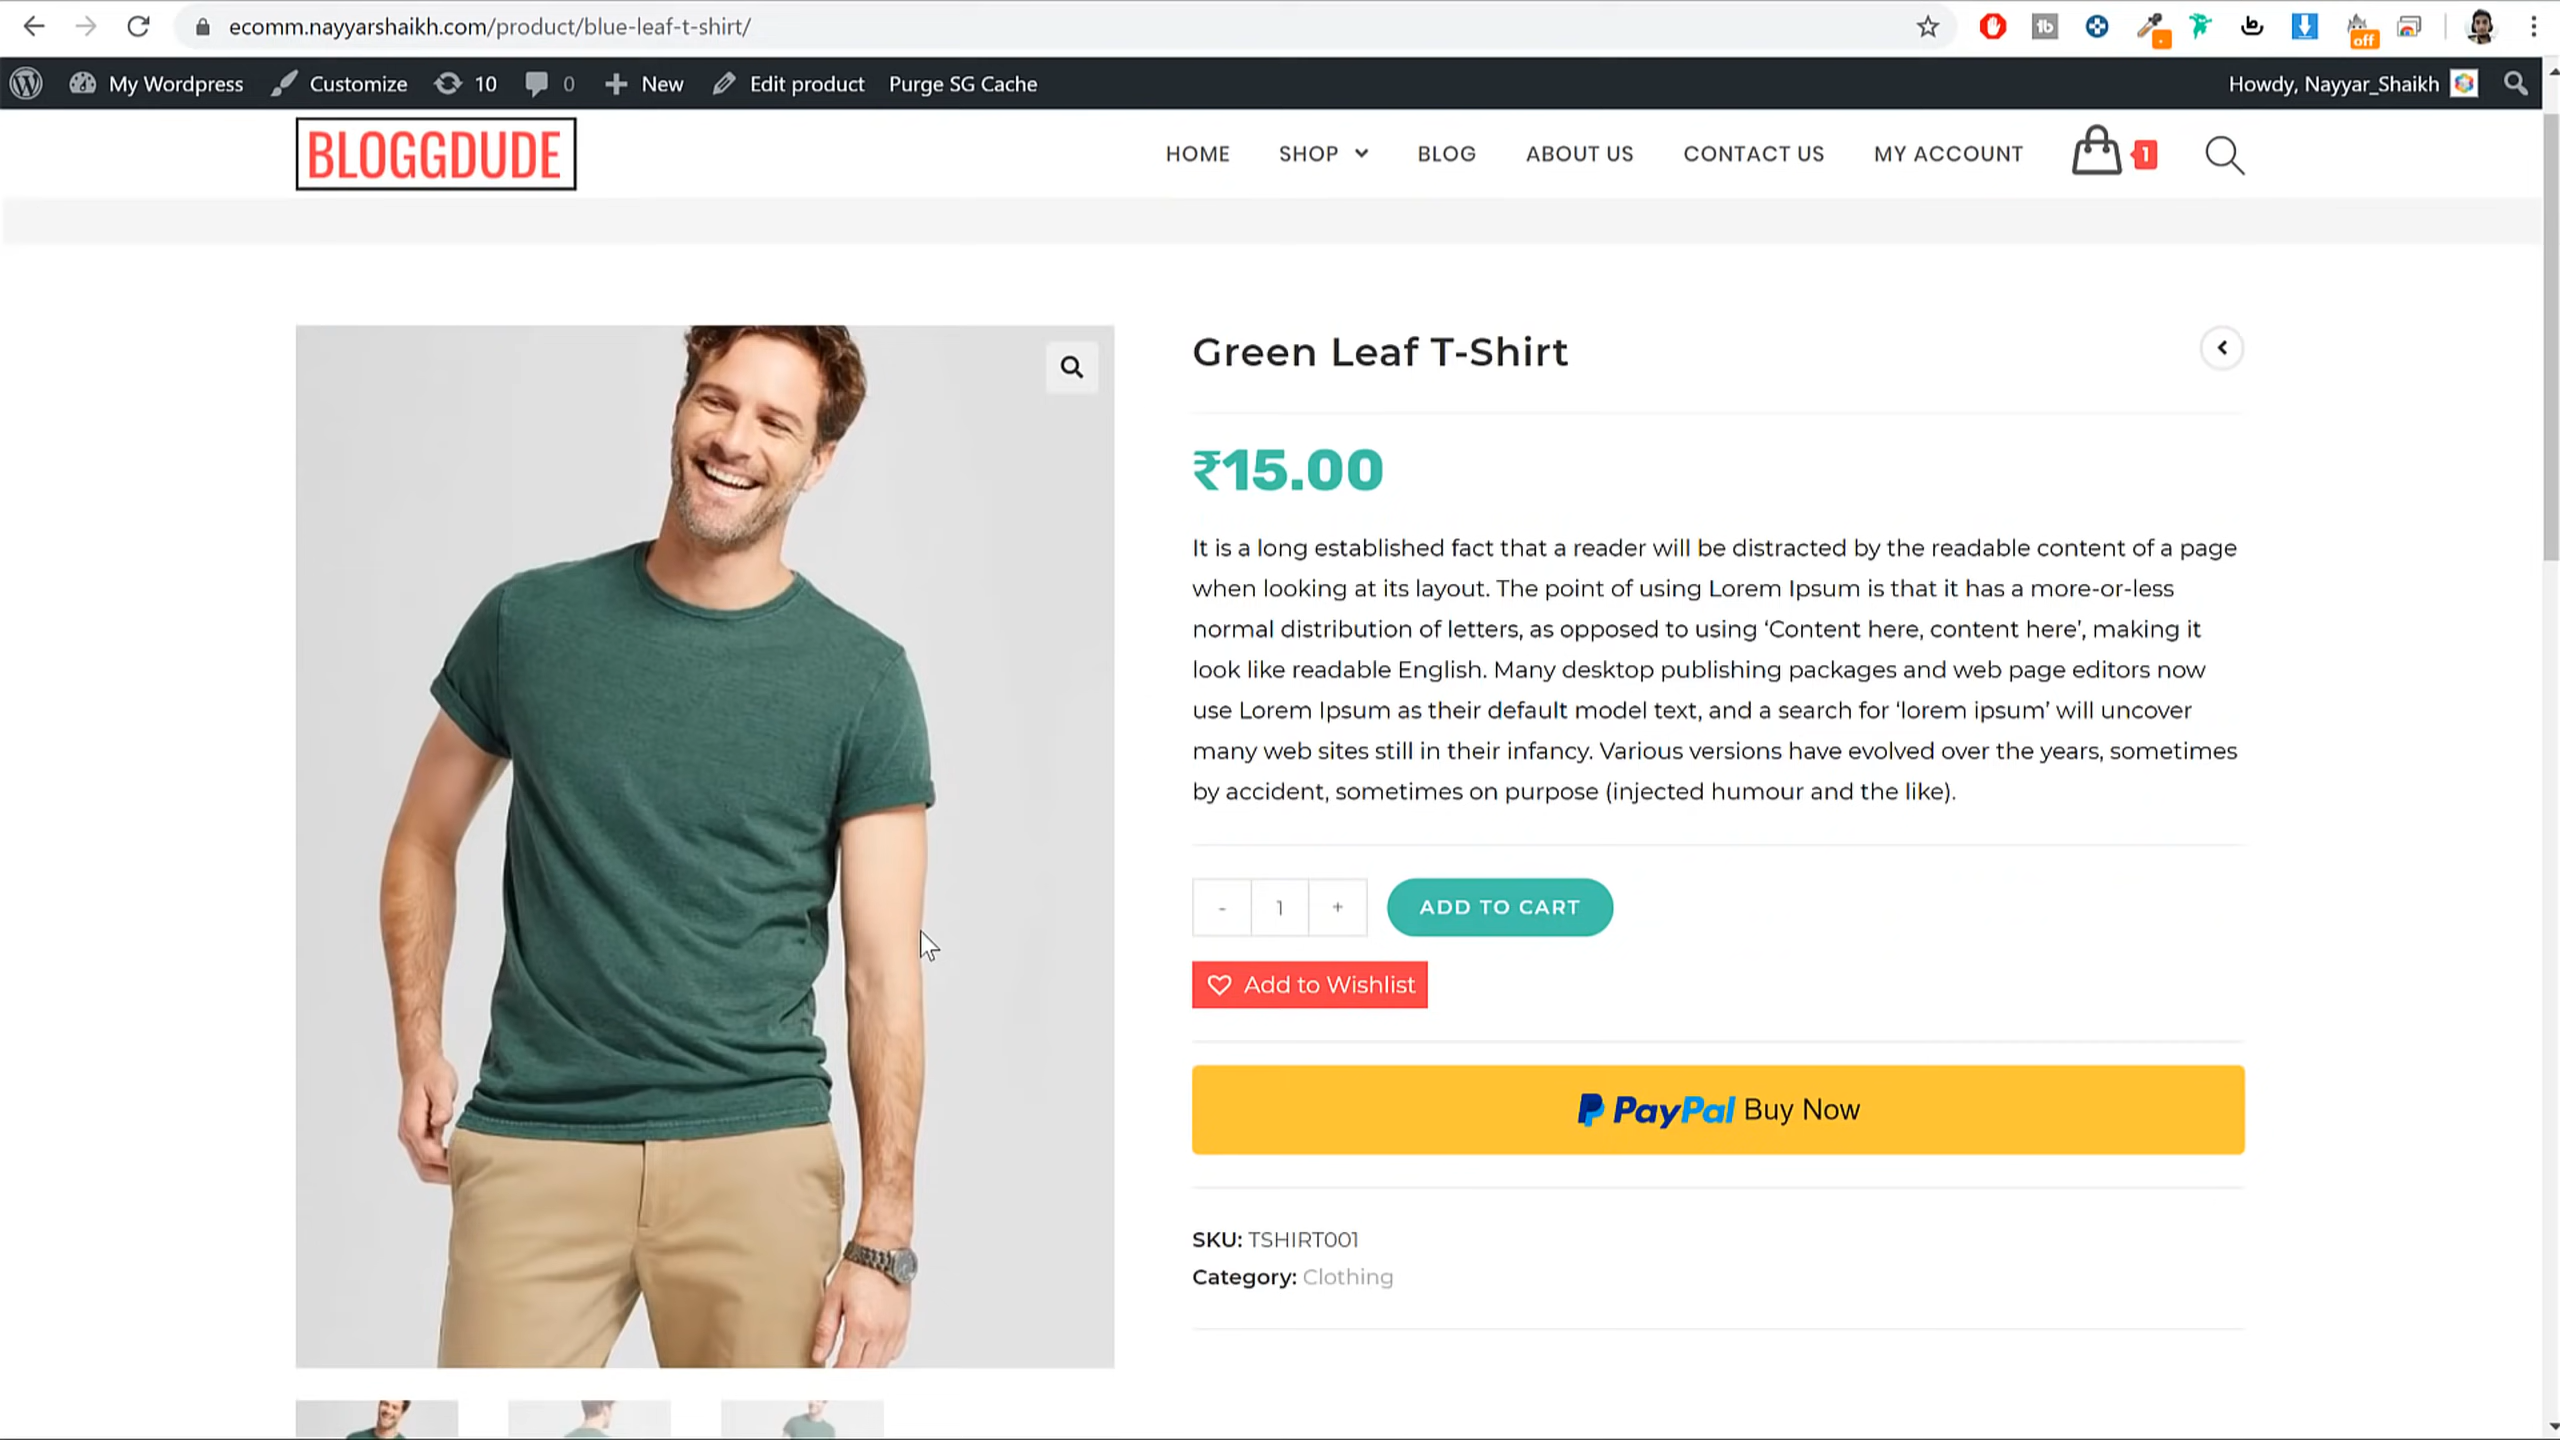 ecomm.nayyarshaikh.com/product/blue-leaf-t-shirt/
off
My Wordpress Customize 10 0 New Edit product Purge SG Cache Howdy, Nayyar_Shaikh
BLOGGDUDE HOME SHOP BLOG ABOUT US CONTACT US MY ACCOUNT 1
Green Leaf T-Shirt
₹15.00
It is a long established fact that a reader will be distracted by the readable content of a page
when looking at its layout. The point of using Lorem Ipsum is that it has a more-or-less
normal distribution of letters, as opposed to using ‘Content here, content here’, making it
look like readable English. Many desktop publishing packages and web page editors now
use Lorem Ipsum as their default model text, and a search for ‘lorem ipsum’ will uncover
many web sites still in their infancy. Various versions have evolved over the years, sometimes
by accident, sometimes on purpose (injected humour and the like).
- 1 + ADD TO CART
Add to Wishlist
PayPal Buy Now
SKU: TSHIRT001
Category: Clothing